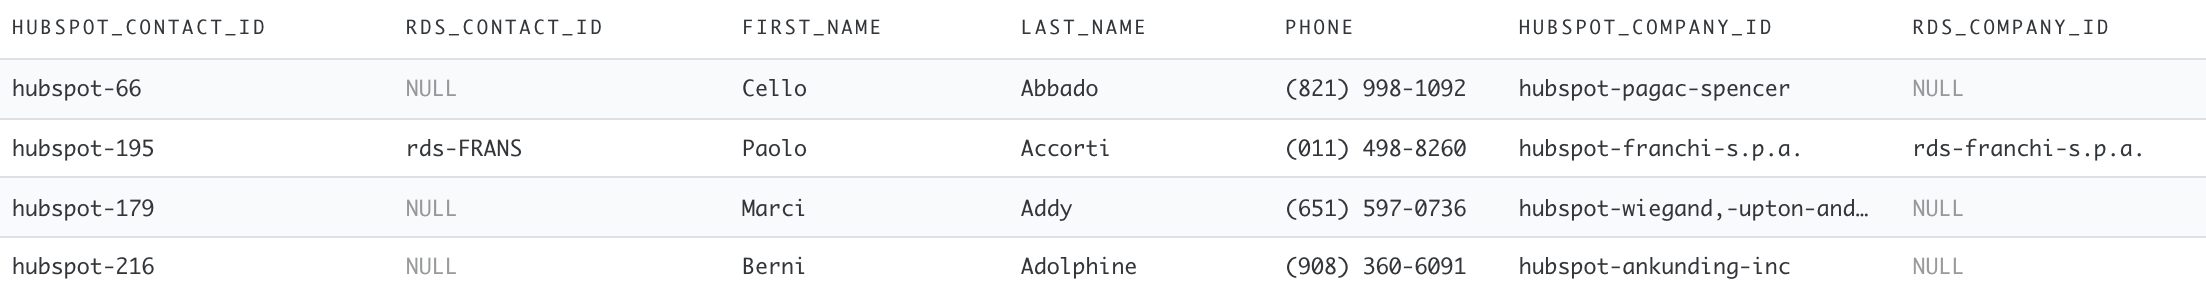 HUBSPOT_CONTACT_ID RDS_CONTACT_ID FIRST_NAME LAST_NAME PHONE HUBSPOT_COMPANY_ID RDS_COMPANY_ID
hubspot-66 NULL Cello Abbado (821) 998-1092 hubspot-pagac-spencer NULL
hubspot-195 rds-FRANS Paolo Accorti (011) 498-8260 hubspot-franchi-s.p.a. rds-franchi-s.p.a.
hubspot-179 NULL Marci Addy (651) 597-0736 hubspot-wiegand,-upton-and… NULL
hubspot-216 NULL Berni Adolphine (908) 360-6091 hubspot-ankunding-inc NULL